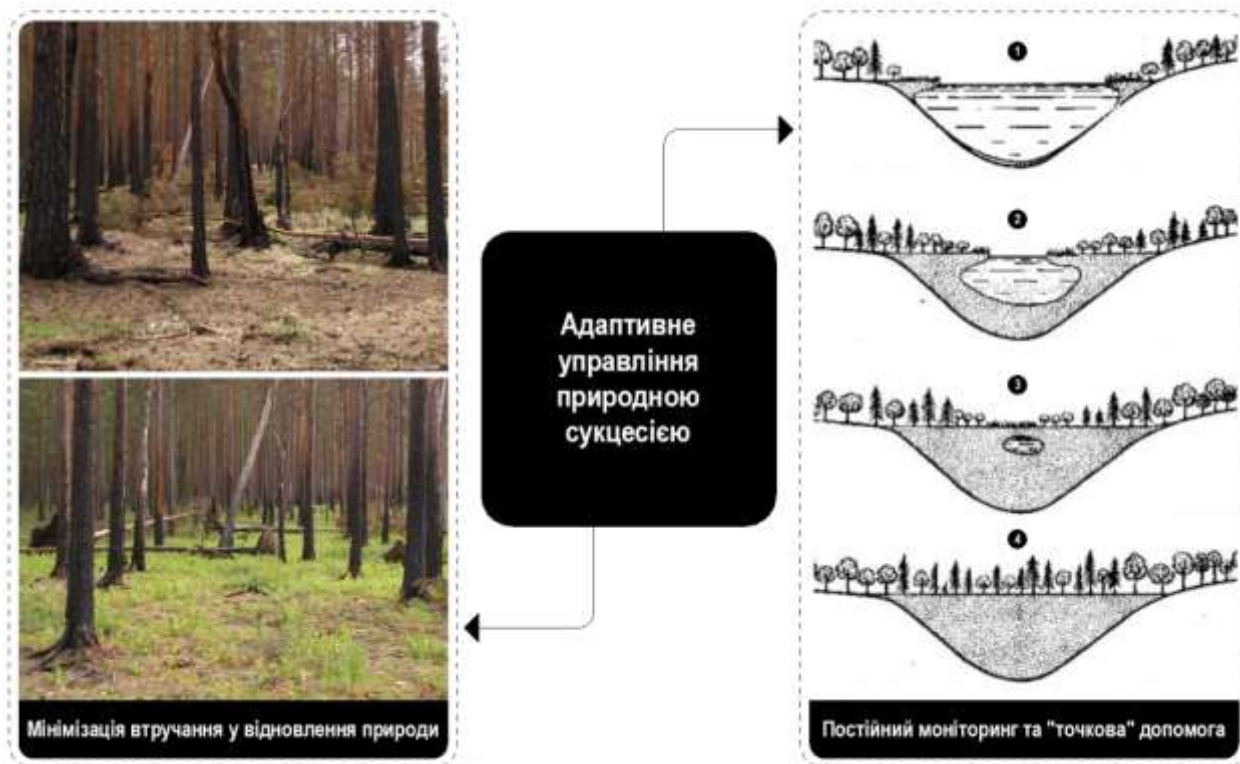 Адаптивне
управління
природною
сукцесією
Мінімізація втручання у відновлення природи
1
2
3
4
Постійний моніторинг та "точкова" допомога